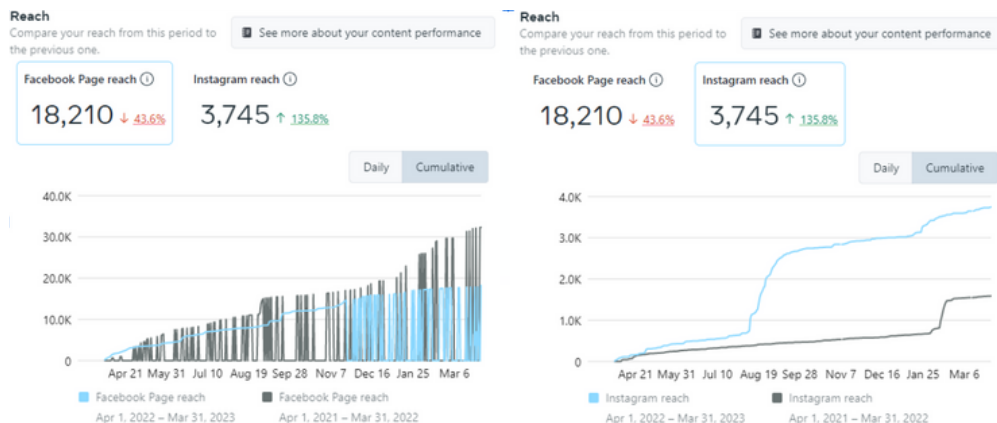 Reach
Compare your reach from this period to
the previous one.
See more about your content performance
Facebook Page reach
18,210 ↓ 43.6%
Instagram reach
3,745 ↑ 135.8%
Daily
Cumulative
40.0K
30.0K
20.0K
10.0K
0
Apr 21 May 31 Jul 10 Aug 19 Sep 28 Nov 7 Dec 16 Jan 25 Mar 6
Facebook Page reach
Apr 1, 2022 – Mar 31, 2023
Facebook Page reach
Apr 1, 2021 – Mar 31, 2022
Reach
Compare your reach from this period to
the previous one.
See more about your content performance
Facebook Page reach
18,210 ↓ 43.6%
Instagram reach
3,745 ↑ 135.8%
Daily
Cumulative
4.0K
3.0K
2.0K
1.0K
0
Apr 21 May 31 Jul 10 Aug 19 Sep 28 Nov 7 Dec 16 Jan 25 Mar 6
Instagram reach
Apr 1, 2022 – Mar 31, 2023
Instagram reach
Apr 1, 2021 – Mar 31, 2022